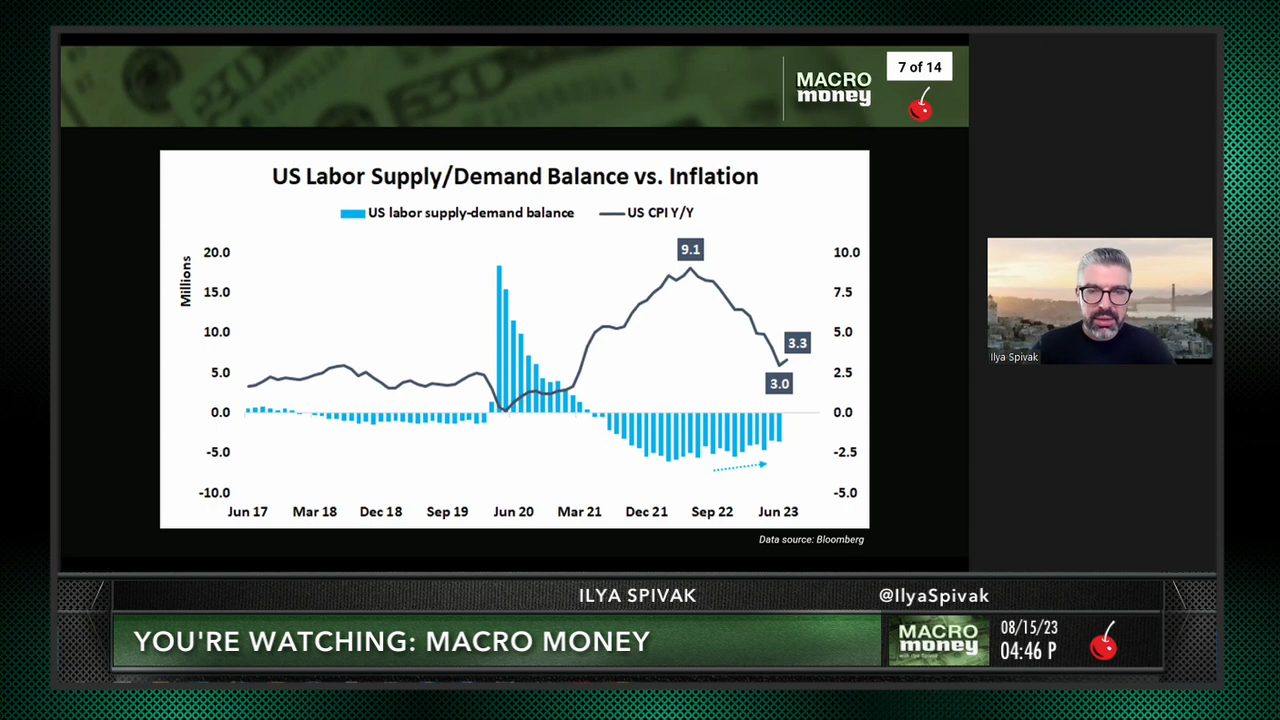 MACRO
money
7 of 14
US Labor Supply/Demand Balance vs. Inflation
US labor supply-demand balance
US CPI Y/Y
Millions
20.0
15.0
10.0
5.0
0.0
-5.0
-10.0
9.1
3.3
3.0
10.0
7.5
5.0
2.5
0.0
-2.5
-5.0
Jun 17 Mar 18 Dec 18 Sep 19 Jun 20 Mar 21 Dec 21 Sep 22 Jun 23
Data source: Bloomberg
Ilya Spivak
ILYA SPIVAK
@IlyaSpivak
YOU'RE WATCHING: MACRO MONEY
MACRO
money
with Ilya Spivak
08/15/23
04:46 P